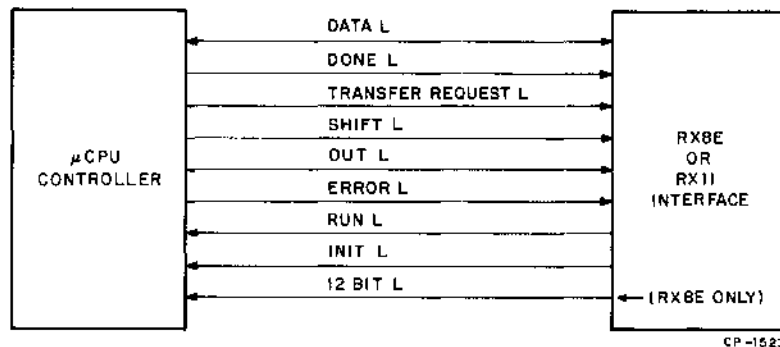 DATA L
DONE L
TRANSFER REQUEST L
SHIFT L
OUT L
ERROR L
RUN L
INIT L
12 BIT L
μCPU
CONTROLLER
RX8E
OR
RX11
INTERFACE
(RX8E ONLY)